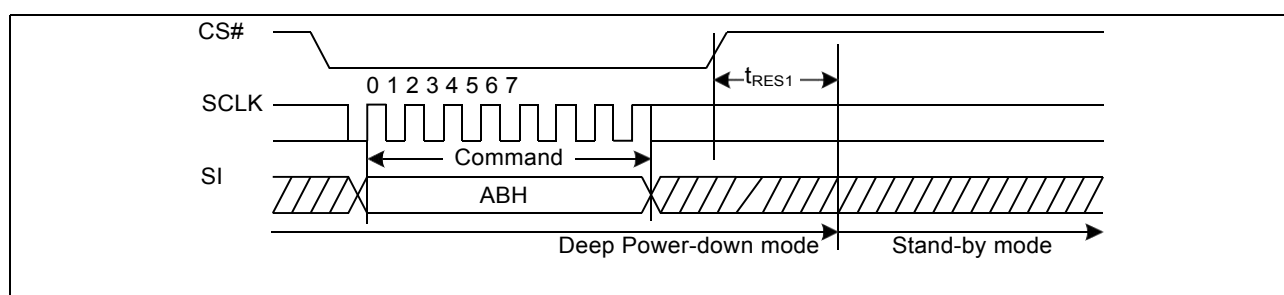 CS#
tRES1
0 1 2 3 4 5 6 7
SCLK
Command
SI
ABH
Deep Power-down mode
Stand-by mode